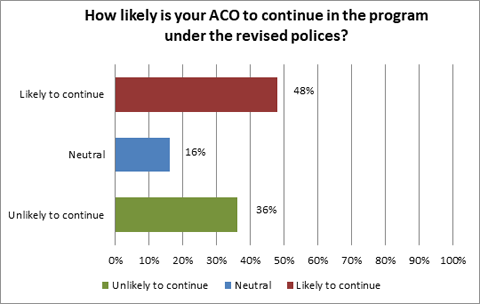 How likely is your ACO to continue in the program
under the revised polices?
Likely to continue
48%
Neutral
16%
Unlikely to continue
36%
0% 10% 20% 30% 40% 50% 60% 70% 80% 90% 100%
Unlikely to continue Neutral Likely to continue